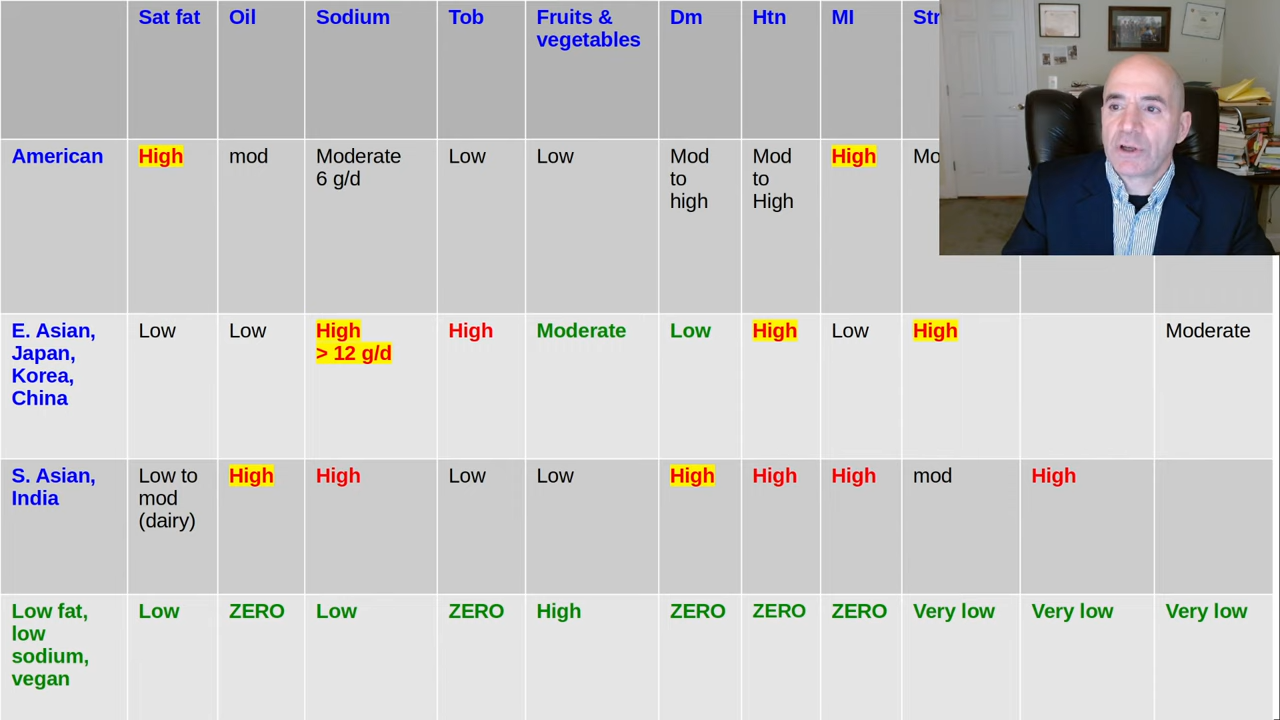 Sat fat Oil Sodium Tob Fruits & Dm Htn MI
vegetables
American High mod Moderate Low Low Mod Mod High
6 g/d to to
high High
E. Asian, Low Low High High Moderate Low High Low High Moderate
Japan, > 12 g/d
Korea,
China
S. Asian, Low to High High Low Low High High High mod High
India mod
(dairy)
Low fat, Low ZERO Low ZERO High ZERO ZERO ZERO Very low Very low Very low
low
sodium,
vegan